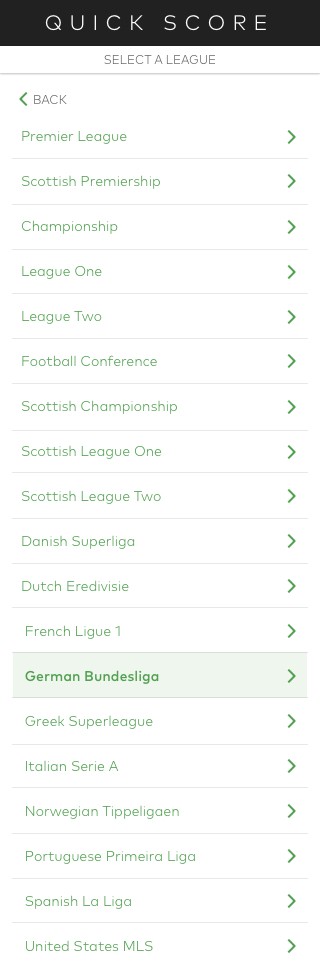 QUICK SCORE
SELECT A LEAGUE
BACK
Premier League
Scottish Premiership
Championship
League One
League Two
Football Conference
Scottish Championship
Scottish League One
Scottish League Two
Danish Superliga
Dutch Eredivisie
French Ligue 1
German Bundesliga
Greek Superleague
Italian Serie A
Norwegian Tippeligaen
Portuguese Primeira Liga
Spanish La Liga
United States MLS